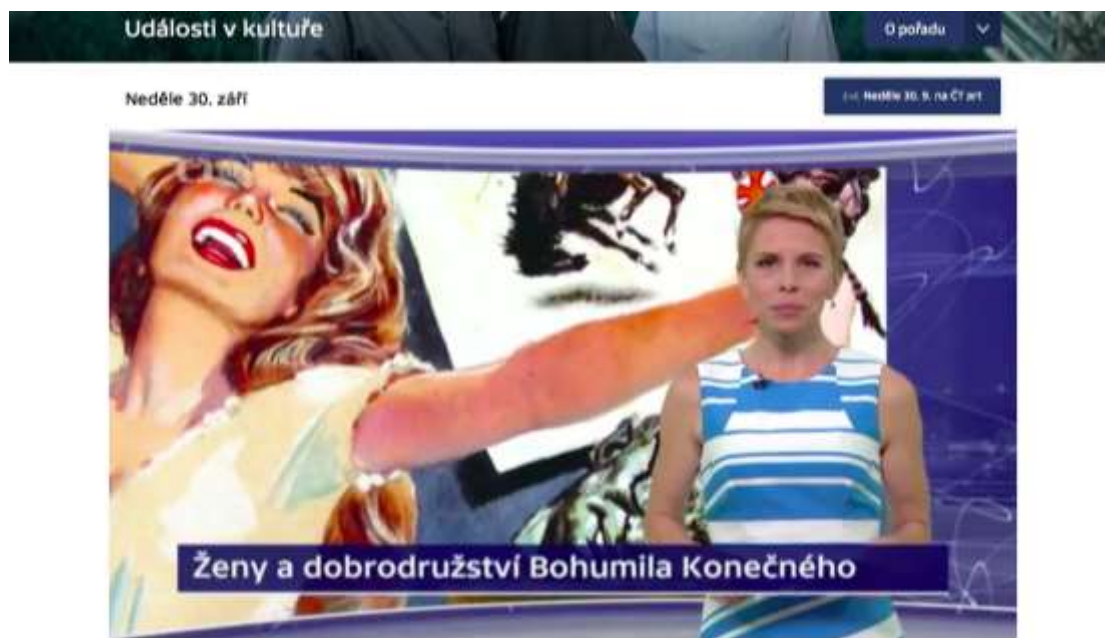 Události v kultuře
O pořadu
Neděle 30. září
Neděle 30. 9. na ČT art
Ženy a dobrodružství Bohumila Konečného